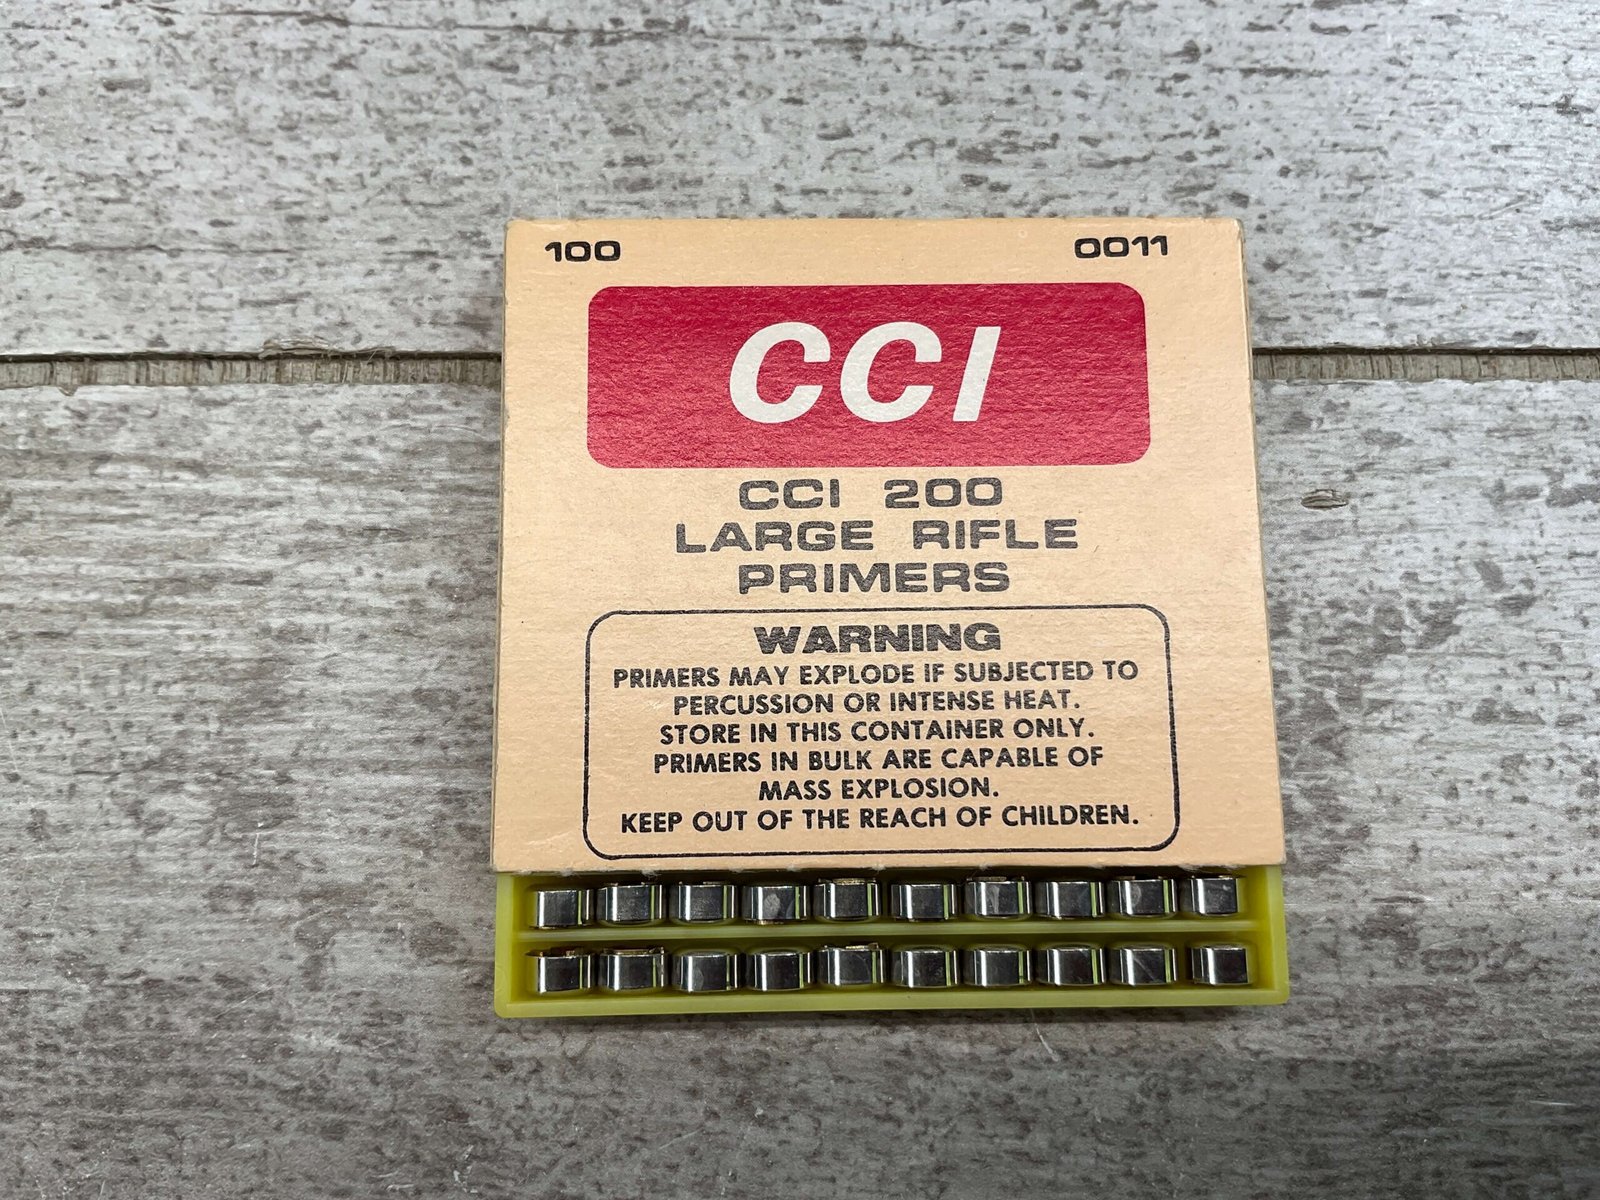 100 0011
CCI
CCI 200
LARGE RIFLE
PRIMERS
WARNING
PRIMERS MAY EXPLODE IF SUBJECTED TO
PERCUSSION OR INTENSE HEAT.
STORE IN THIS CONTAINER ONLY.
PRIMERS IN BULK ARE CAPABLE OF
MASS EXPLOSION.
KEEP OUT OF THE REACH OF CHILDREN.